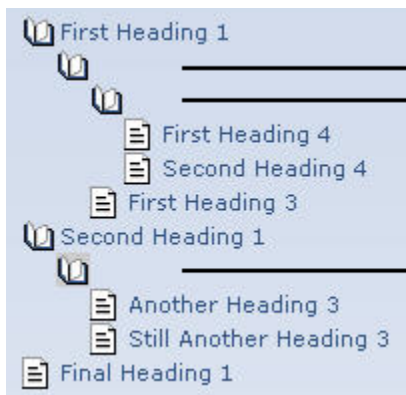 First Heading 1
First Heading 4
Second Heading 4
First Heading 3
Second Heading 1
Another Heading 3
Still Another Heading 3
Final Heading 1